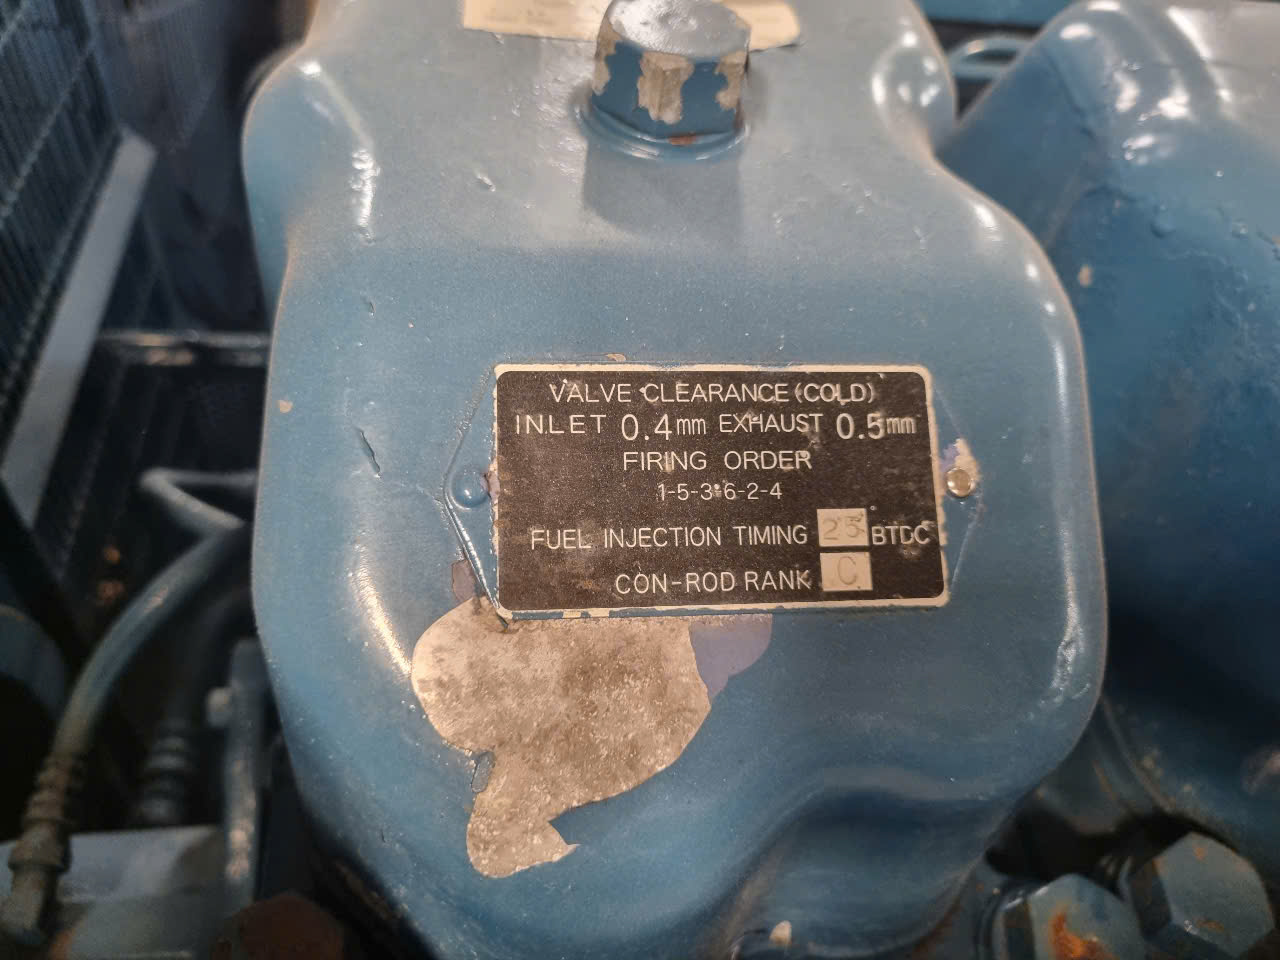 VALVE CLEARANCE (COLD)
INLET 0.4mm EXHAUST 0.5mm
FIRING ORDER
1-5-3-6-2-4
FUEL INJECTION TIMING 25 BTDC
CON-ROD RANK C